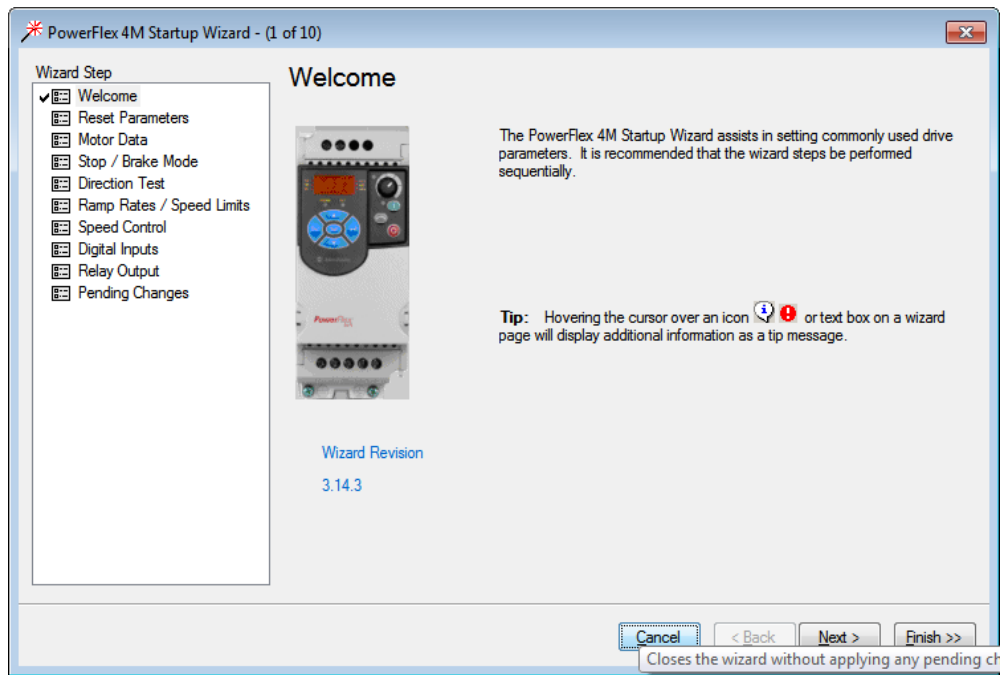 PowerFlex 4M Startup Wizard - (1 of 10)
Wizard Step
Welcome
Reset Parameters
Motor Data
Stop / Brake Mode
Direction Test
Ramp Rates / Speed Limits
Speed Control
Digital Inputs
Relay Output
Pending Changes
Welcome
The PowerFlex 4M Startup Wizard assists in setting commonly used drive
parameters. It is recommended that the wizard steps be performed
sequentially.
Tip: Hovering the cursor over an icon or text box on a wizard
page will display additional information as a tip message.
PowerFlex
Wizard Revision
3.14.3
Cancel
< Back
Next >
Finish >>
Closes the wizard without applying any pending ch